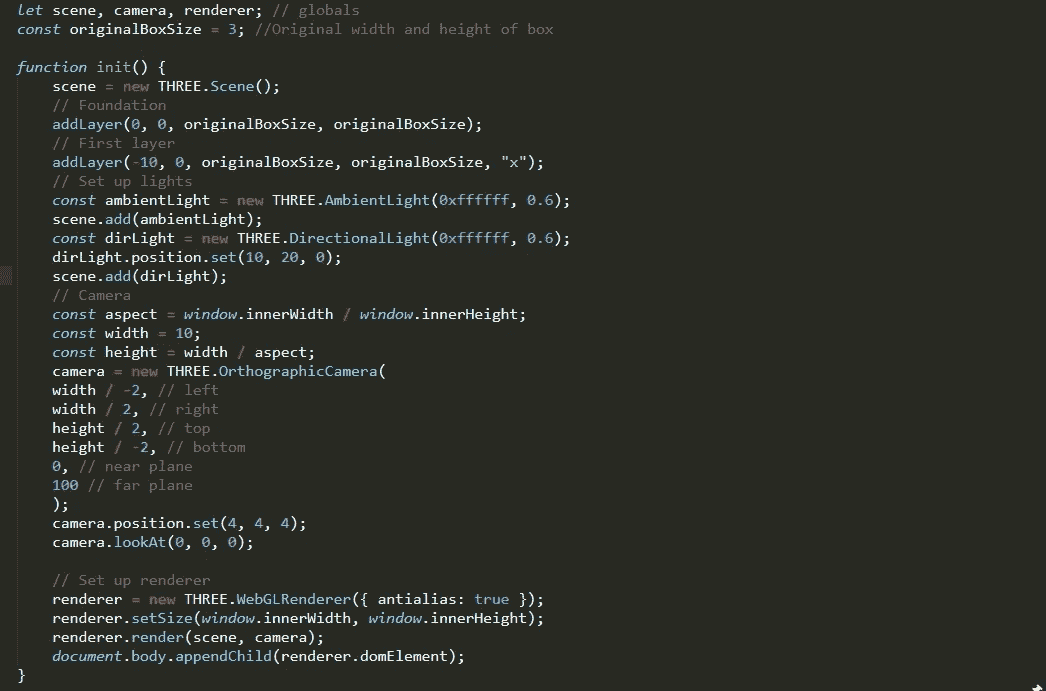 let scene, camera, renderer; // globals
const originalBoxSize = 3; //Original width and height of box
function init() {
scene = new THREE.Scene();
// Foundation
addLayer(0, 0, originalBoxSize, originalBoxSize);
// First layer
addLayer(-10, 0, originalBoxSize, originalBoxSize, "x");
// Set up lights
const ambientLight = new THREE.AmbientLight(0xffffff, 0.6);
scene.add(ambientLight);
const dirLight = new THREE.DirectionalLight(0xffffff, 0.6);
dirLight.position.set(10, 20, 0);
scene.add(dirLight);
// Camera
const aspect = window.innerWidth / window.innerHeight;
const width = 10;
const height = width / aspect;
camera = new THREE.OrthographicCamera(
width / -2, // left
width / 2, // right
height / 2, // top
height / -2, // bottom
0, // near plane
100 // far plane
);
camera.position.set(4, 4, 4);
camera.lookAt(0, 0, 0);
// Set up renderer
renderer = new THREE.WebGLRenderer({ antialias: true });
renderer.setSize(window.innerWidth, window.innerHeight);
renderer.render(scene, camera);
document.body.appendChild(renderer.domElement);
}